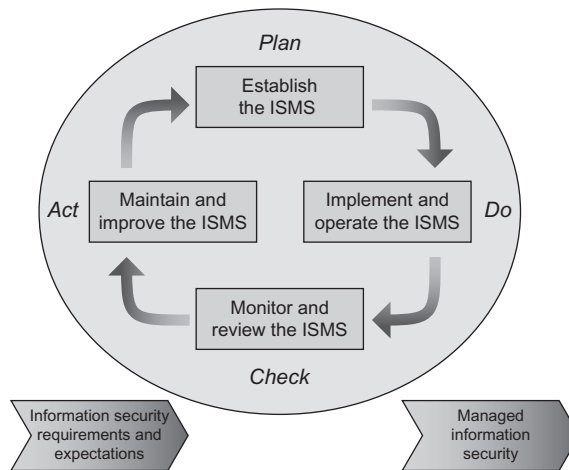 Plan
Establish
the ISMS
Act
Maintain and
improve the ISMS
Implement and
operate the ISMS
Do
Monitor and
review the ISMS
Check
Information security
requirements and
expectations
Managed
information
security